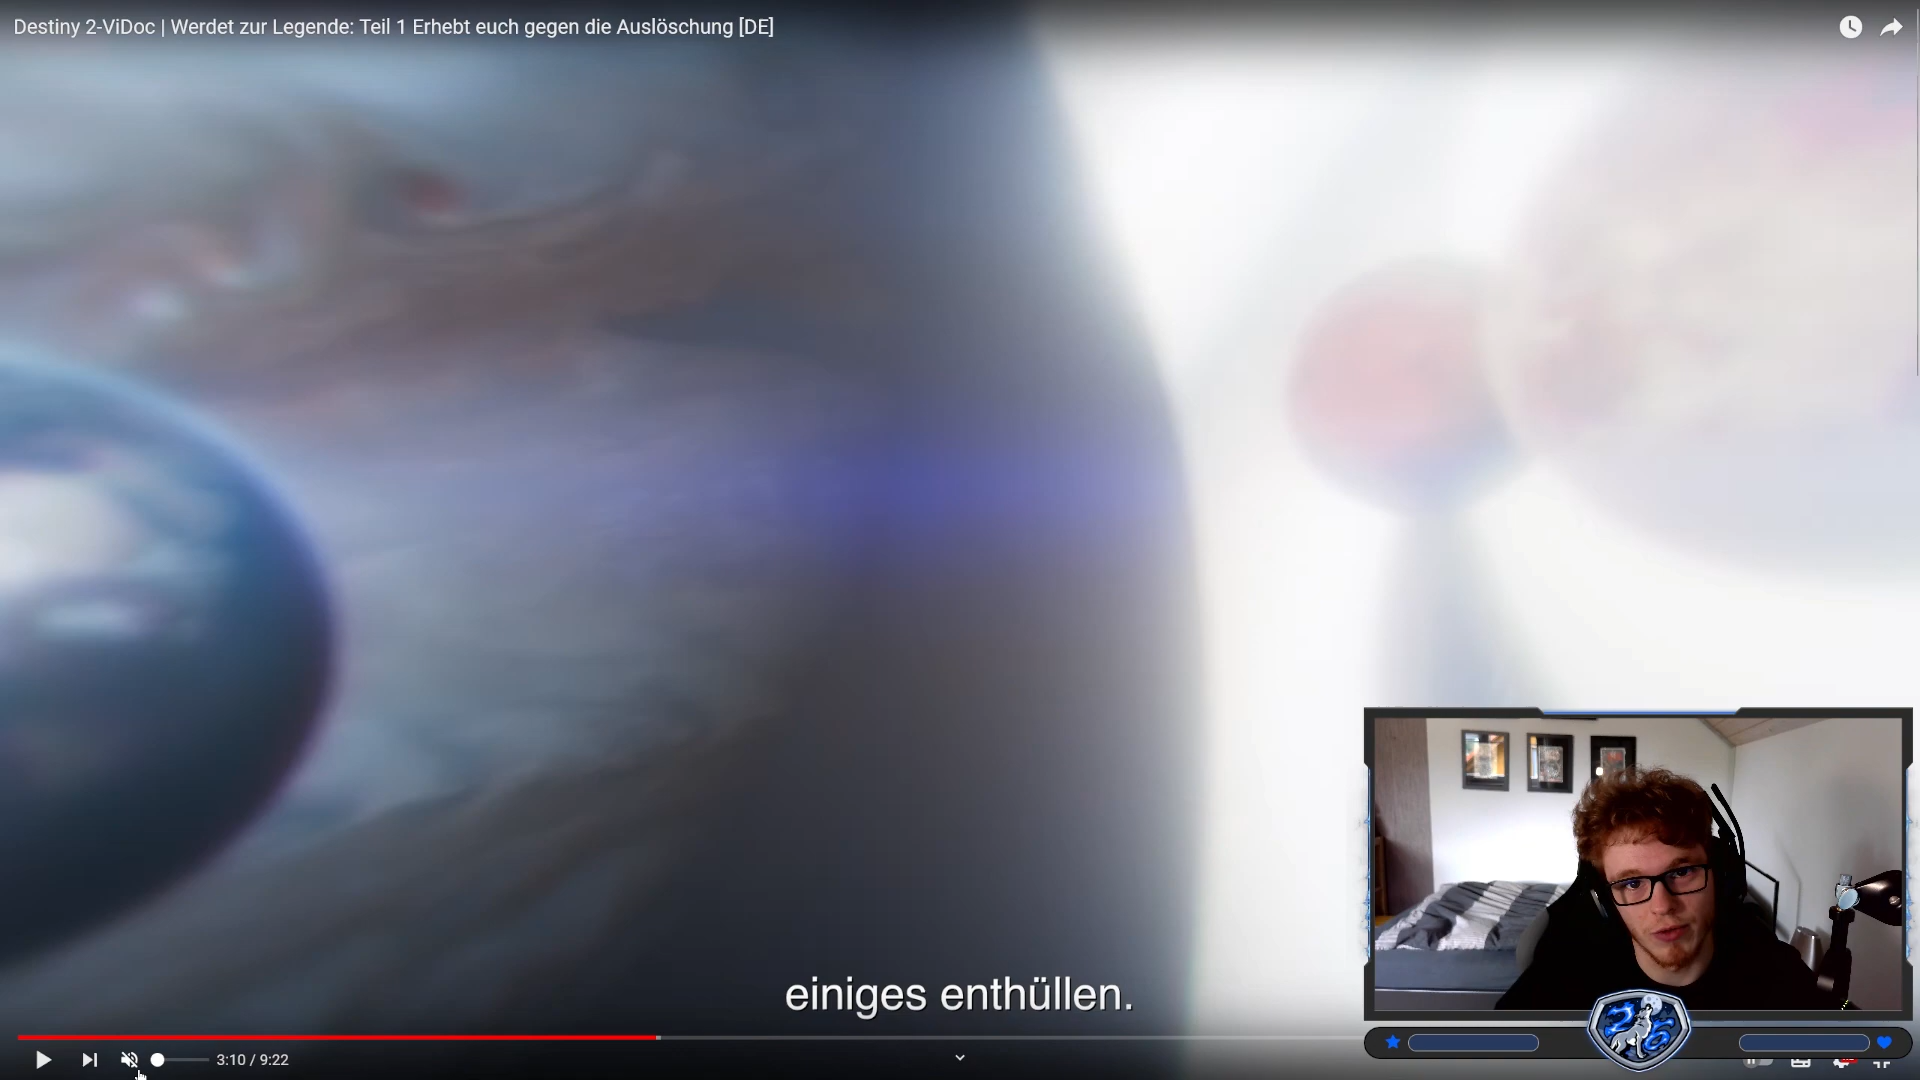 Destiny 2-ViDoc | Werdet zur Legende: Teil 1 Erhebt euch gegen die Auslöschung [DE]
einiges enthüllen.
3:10 / 9:22
26